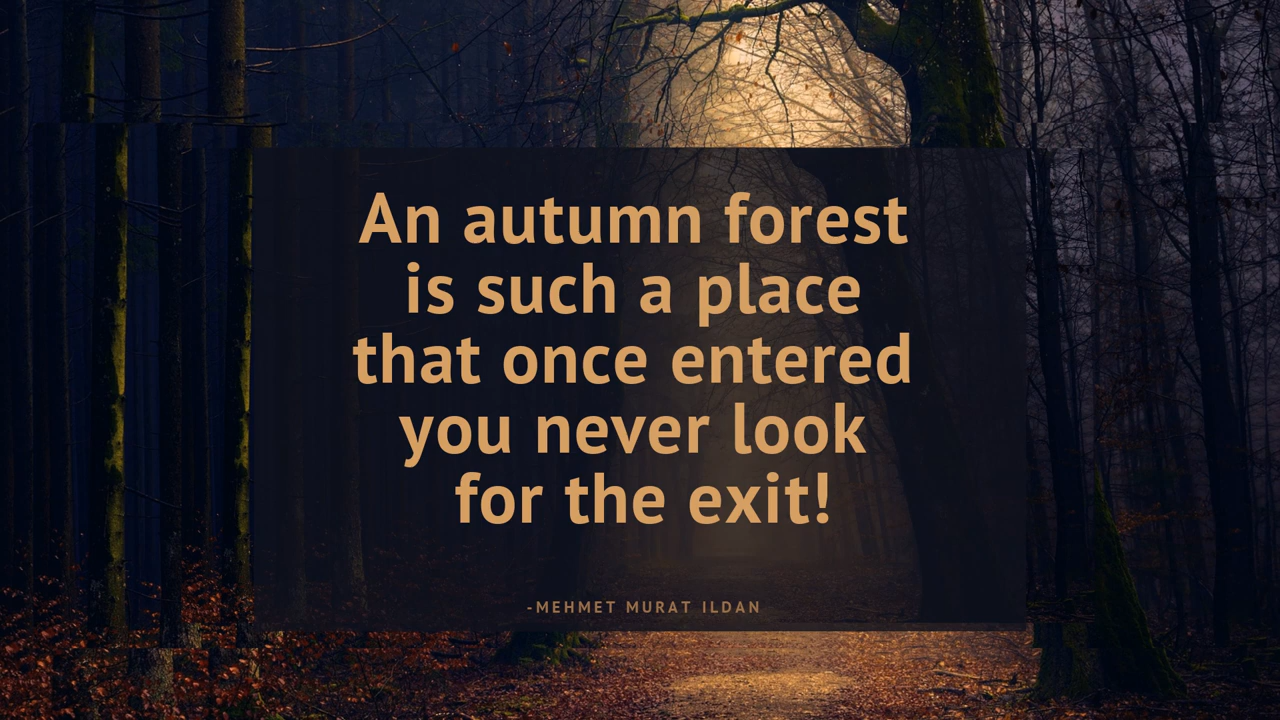 An autumn forest
is such a place
that once entered
you never look
for the exit!
-MEHMET MURAT ILDAN